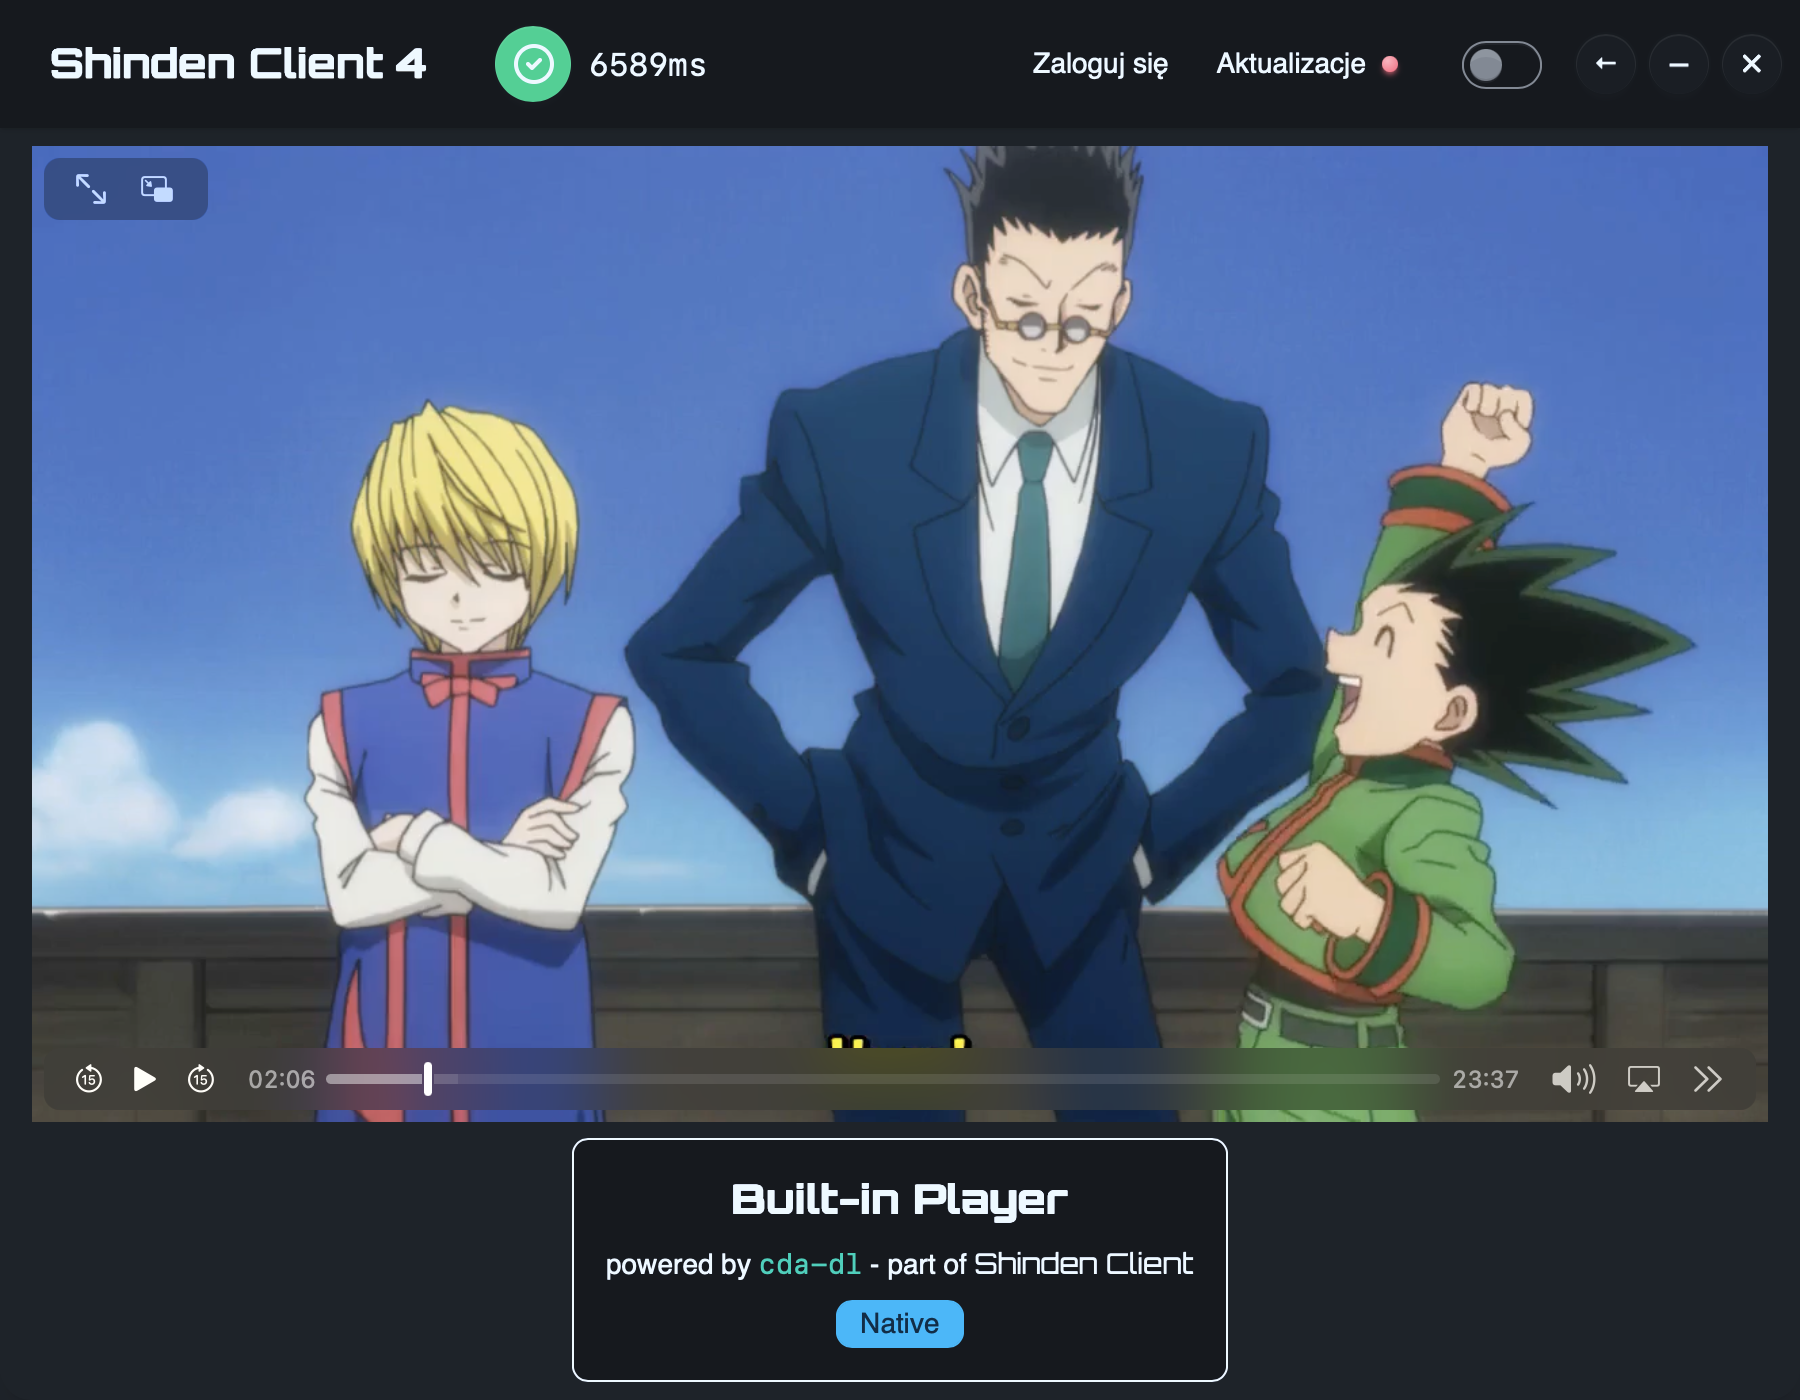 Shinden Client 4
6589ms
Zaloguj się
Aktualizacje
15
15
02:06
23:37
Built-in Player
powered by cda-dl - part of Shinden Client
Native